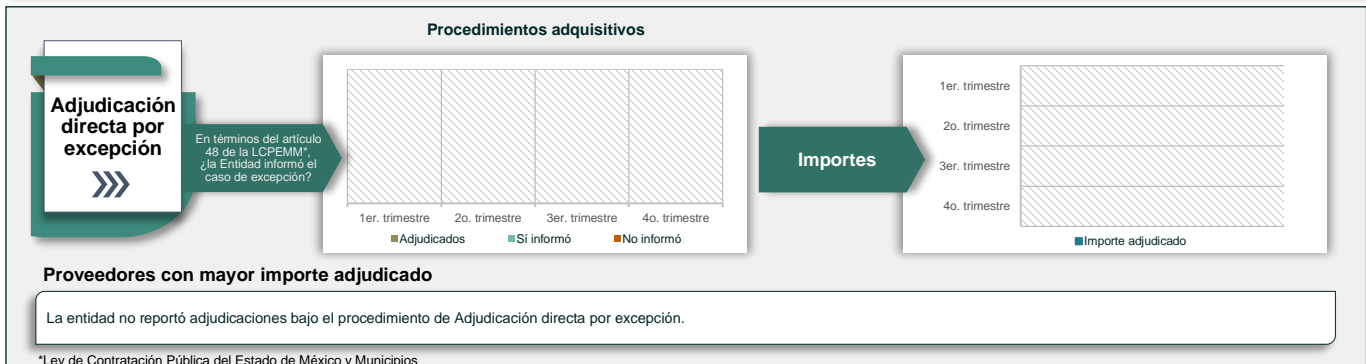 Procedimientos adquisitivos
Adjudicación
directa por
excepción
En términos del artículo
48 de la LCPEMM*,
¿la Entidad informó el
caso de excepción?
1er. trimestre
2o. trimestre
3er. trimestre
4o. trimestre
Adjudicados
Sí informó
No informó
Importes
1er. trimestre
2o. trimestre
3er. trimestre
4o. trimestre
Importe adjudicado
Proveedores con mayor importe adjudicado
La entidad no reportó adjudicaciones bajo el procedimiento de Adjudicación directa por excepción.
*Ley de Contratación Pública del Estado de México y Municipios